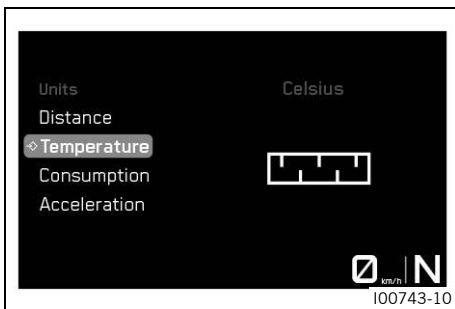 Units Celsius
Distance
Temperature
Consumption
Acceleration
0 km/h N
I00743-10